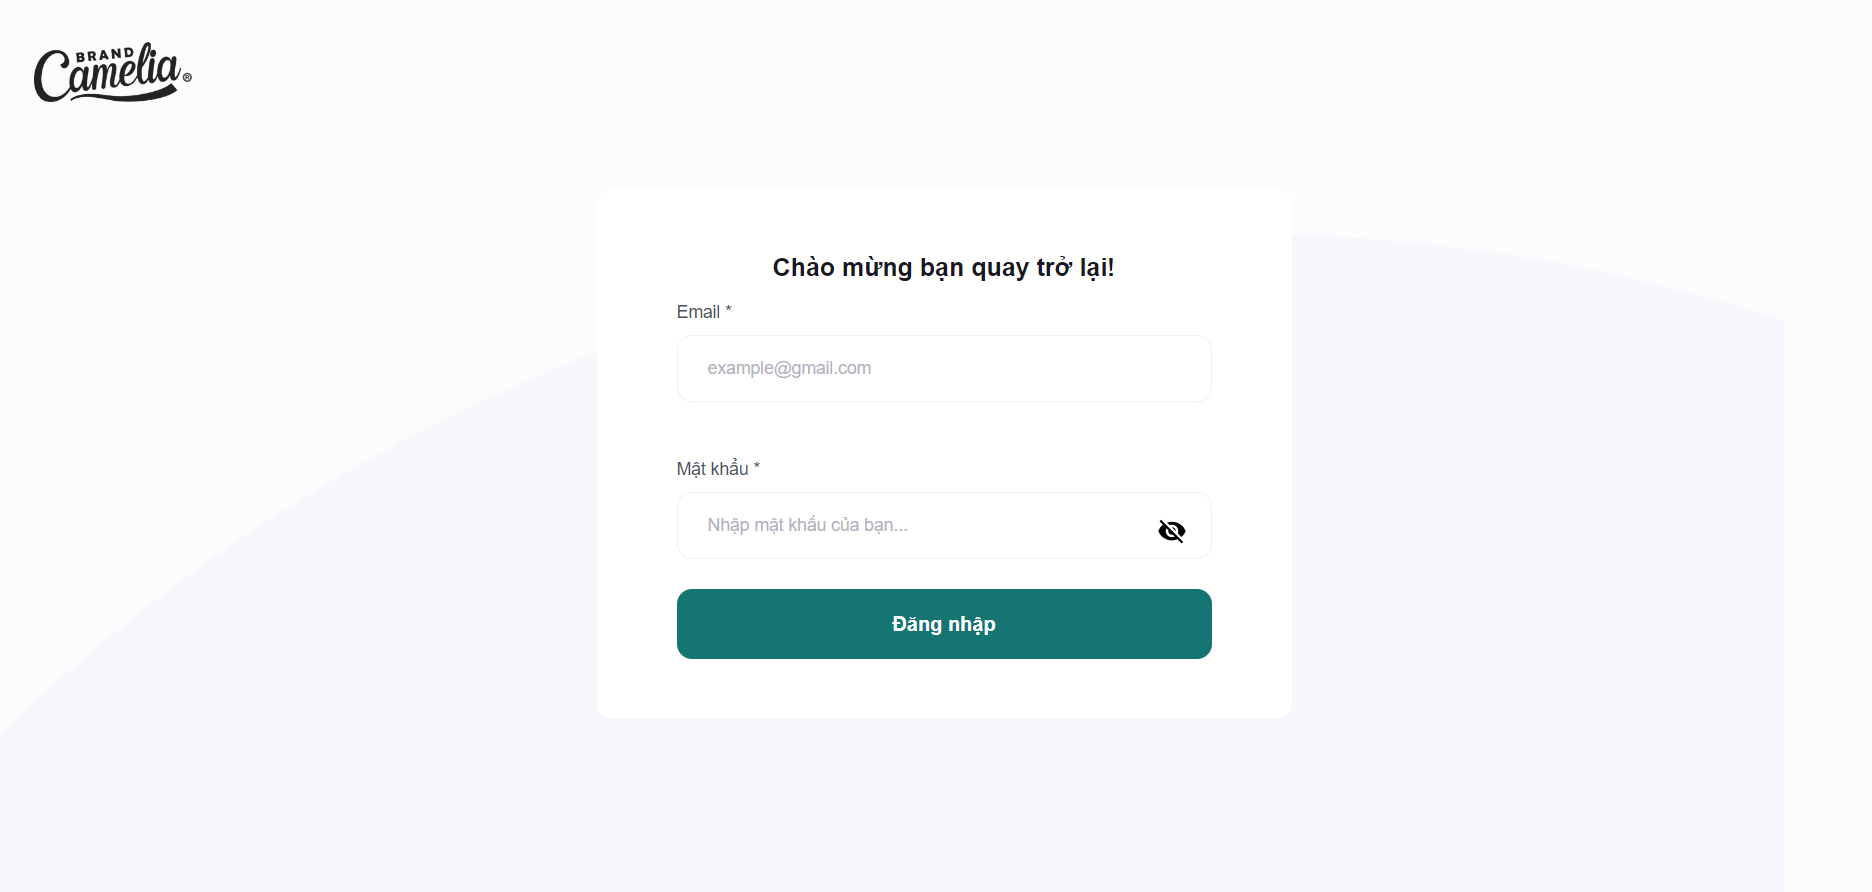 BRAND
Camelia®
Chào mừng bạn quay trở lại!
Email *
example@gmail.com
Mật khẩu *
Nhập mật khẩu của bạn...
Đăng nhập